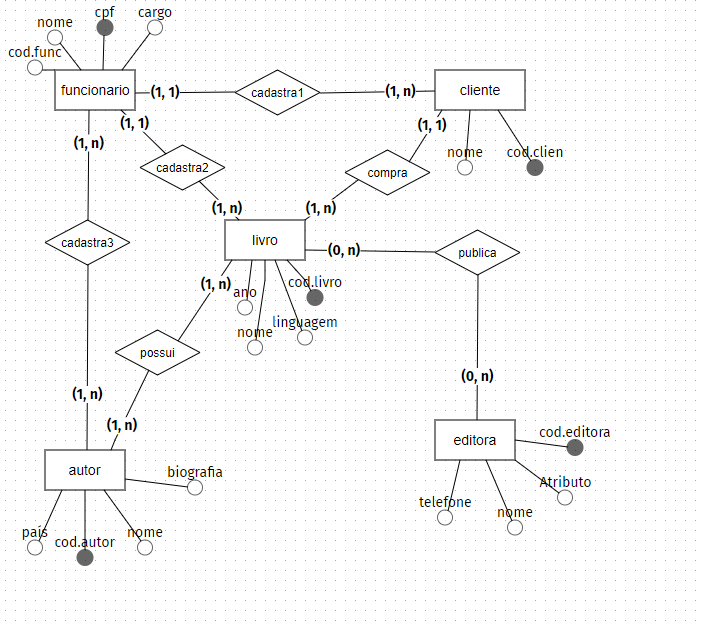 cpf
cargo
nome
cod.func
funcionario
(1, 1)
cadastra1
(1, n)
cliente
(1, 1)
(1, 1)
(1, n)
nome
cod.clien
cadastra2
compra
(1, n)
(1, n)
cadastra3
livro
(0, n)
publica
(1, n)
ano
cod.livro
linguagem
nome
possui
(0, n)
(1, n)
(1, n)
autor
editora
cod.editora
biografia
Atributo
telefone
nome
país
cod.autor
nome